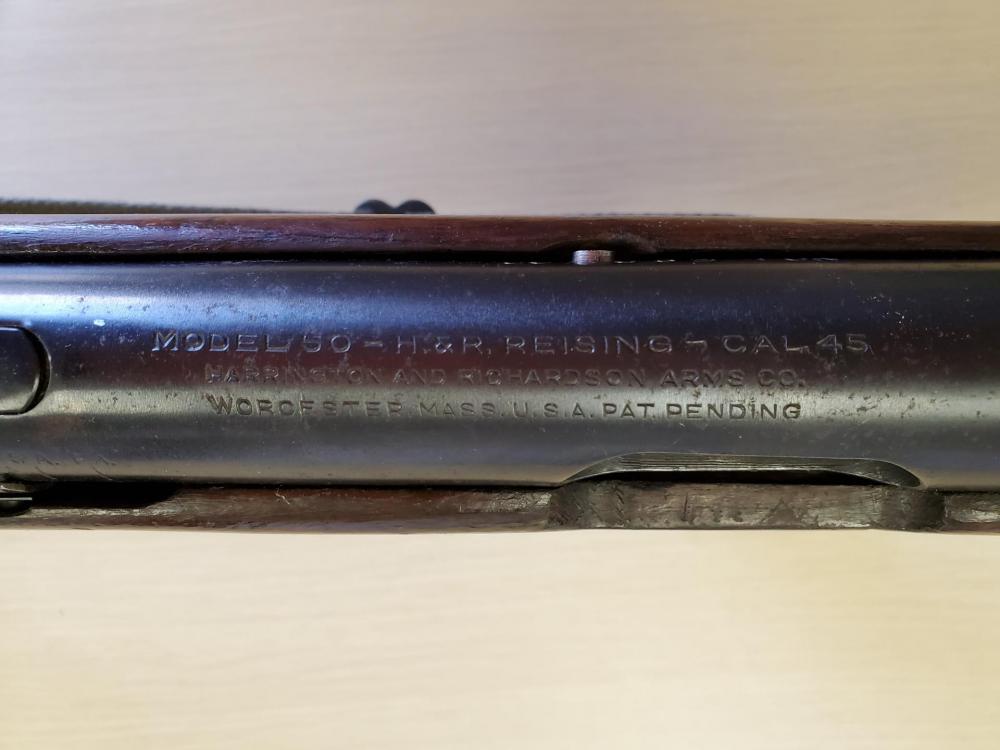 MODEL 50 - H.&R. REISING - CAL. 45
HARRINGTON AND RICHARDSON ARMS CO.
WORCESTER, MASS. U.S.A. PAT. PENDING